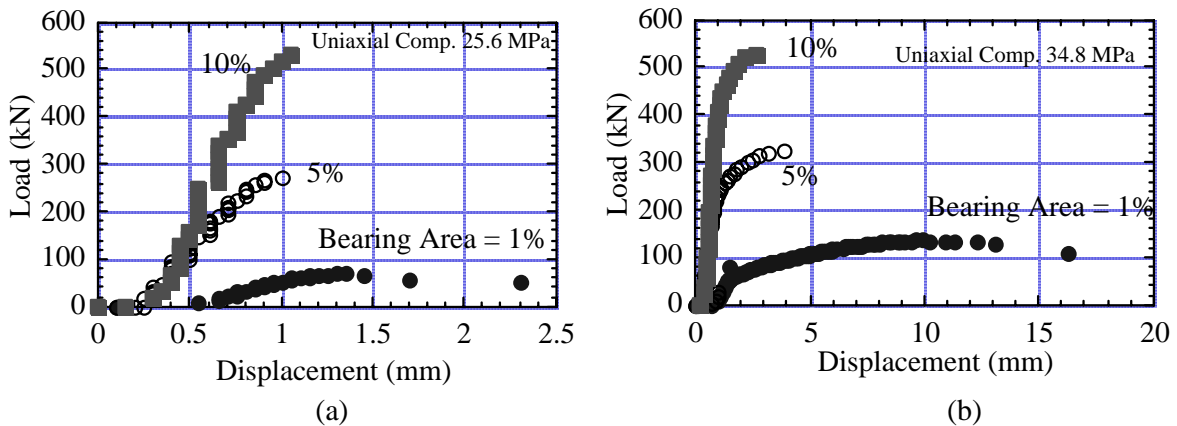 600
500
400
300
200
100
0
Load (kN)
Uniaxial Comp. 25.6 MPa
10%
5%
Bearing Area = 1%
0
0.5
1
1.5
2
2.5
Displacement (mm)
(a)
600
500
400
300
200
100
0
Load (kN)
10%
Uniaxial Comp. 34.8 MPa
5%
Bearing Area = 1%
0
5
10
15
20
Displacement (mm)
(b)